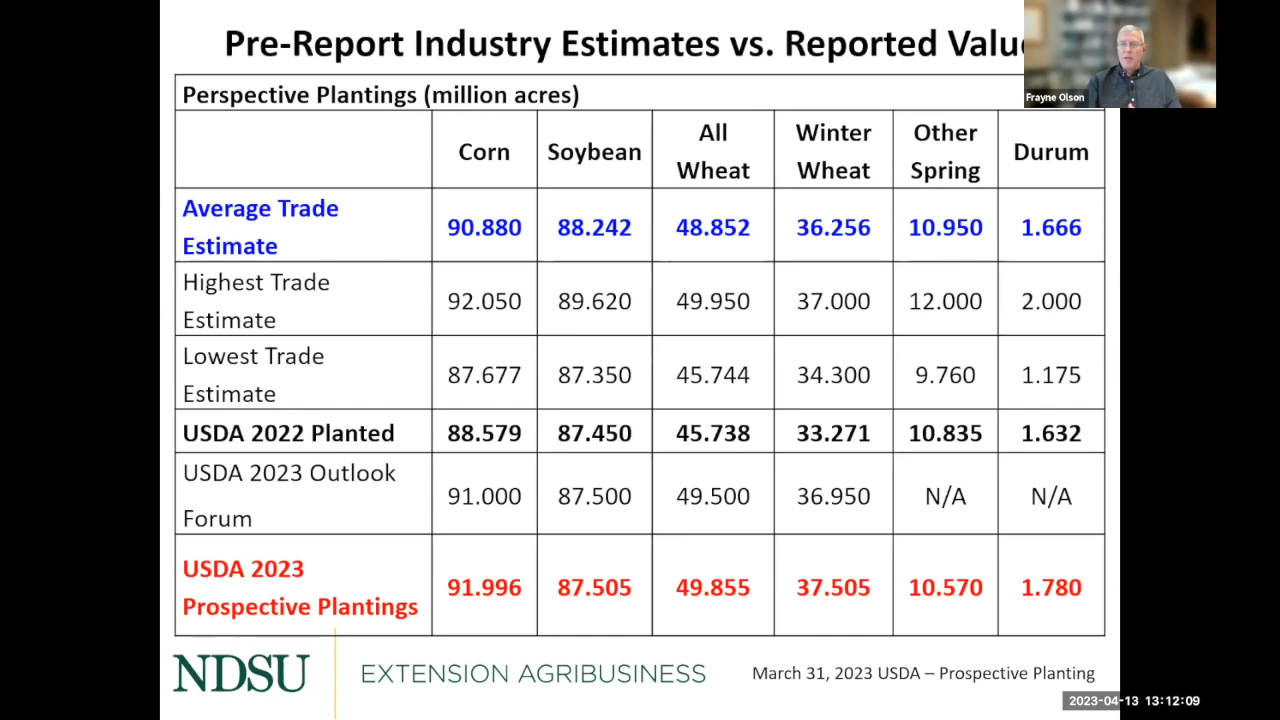 Pre-Report Industry Estimates vs. Reported Valu
Frayne Olson
Perspective Plantings (million acres)
Corn Soybean All Wheat Winter Wheat Other Spring Durum
Average Trade Estimate 90.880 88.242 48.852 36.256 10.950 1.666
Highest Trade Estimate 92.050 89.620 49.950 37.000 12.000 2.000
Lowest Trade Estimate 87.677 87.350 45.744 34.300 9.760 1.175
USDA 2022 Planted 88.579 87.450 45.738 33.271 10.835 1.632
USDA 2023 Outlook Forum 91.000 87.500 49.500 36.950 N/A N/A
USDA 2023 Prospective Plantings 91.996 87.505 49.855 37.505 10.570 1.780
NDSU EXTENSION AGRIBUSINESS March 31, 2023 USDA – Prospective Planting
2023-04-13 13:12:09